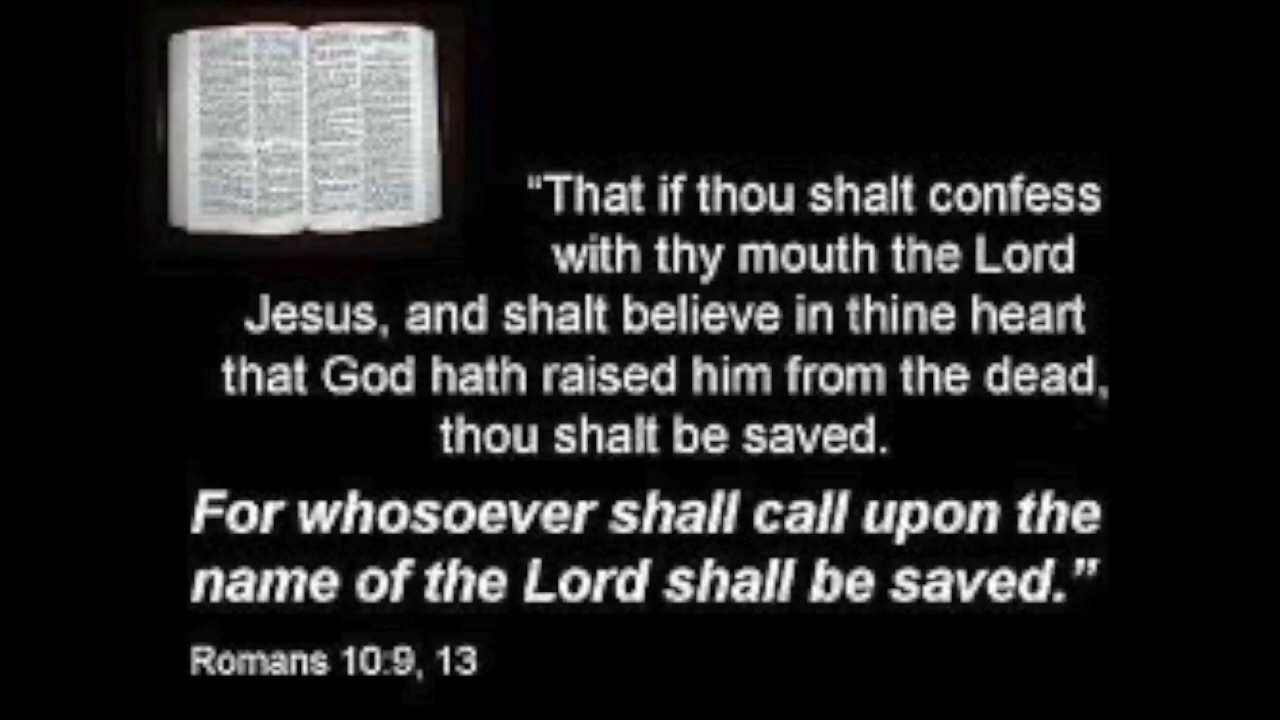 “That if thou shalt confess
with thy mouth the Lord
Jesus, and shalt believe in thine heart
that God hath raised him from the dead,
thou shalt be saved.
For whosoever shall call upon the
name of the Lord shall be saved.”
Romans 10:9, 13